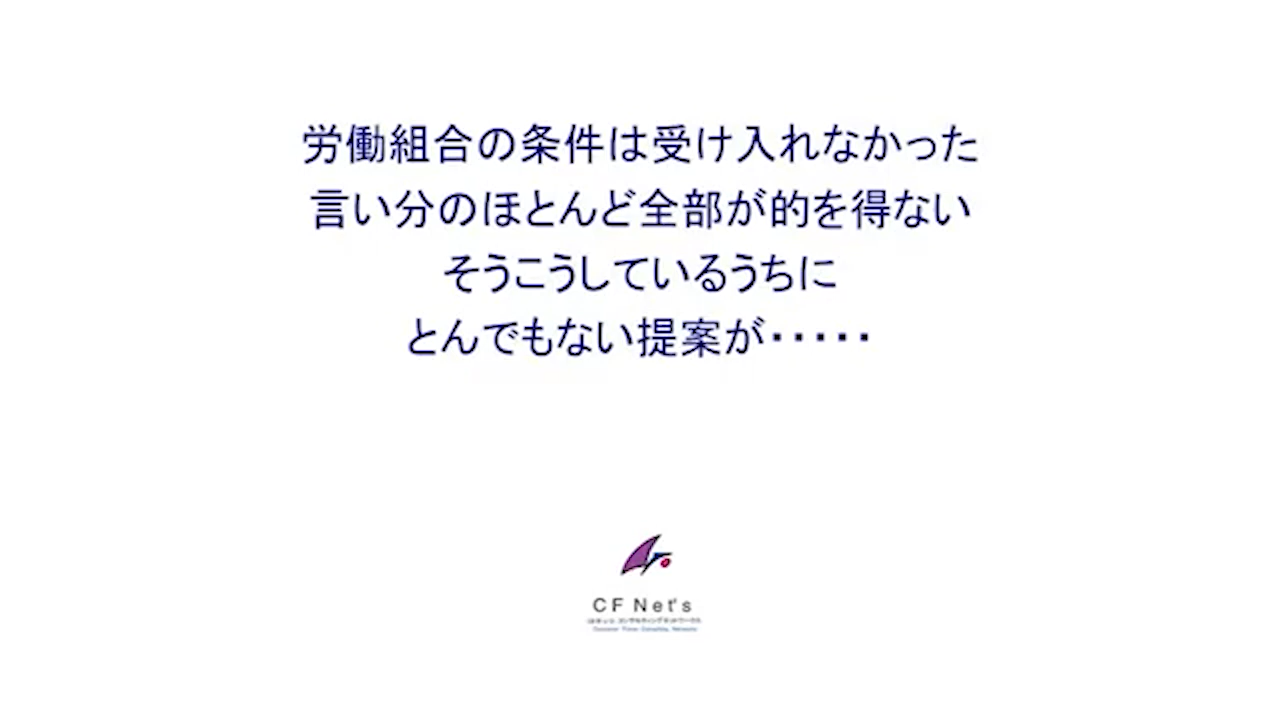 労働組合の条件は受け入れなかった
言い分のほとんど全部が的を得ない
そうこうしているうちに
とんでもない提案が・・・・・
CF Net's